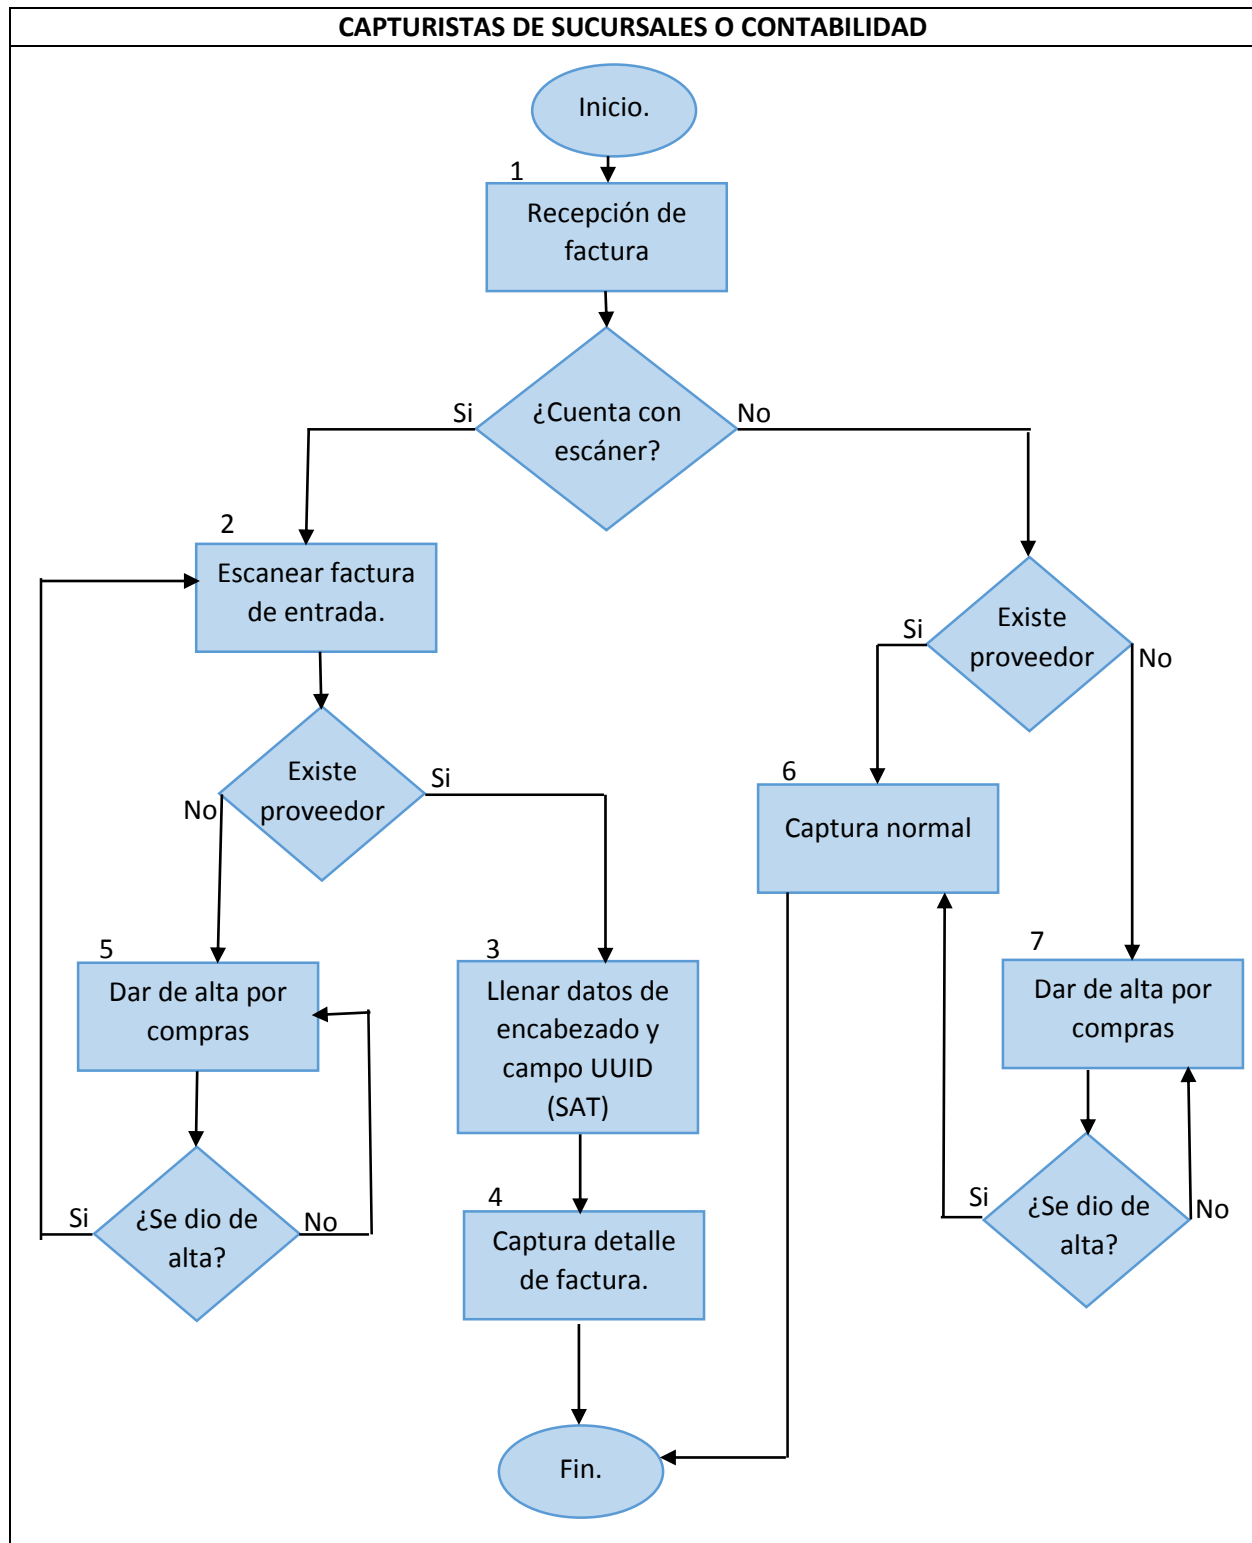 CAPTURISTAS DE SUCURSALES O CONTABILIDAD
Inicio.
1
Recepción de
factura
Si
¿Cuenta con
escáner?
No
2
Escanear factura
de entrada.
Si
Existe
proveedor
No
No
Existe
proveedor
Si
6
Captura normal
5
Dar de alta por
compras
3
Llenar datos de
encabezado y
campo UUID
(SAT)
7
Dar de alta por
compras
Si
¿Se dio de
alta?
No
4
Captura detalle
de factura.
Si
¿Se dio de
alta?
No
Fin.